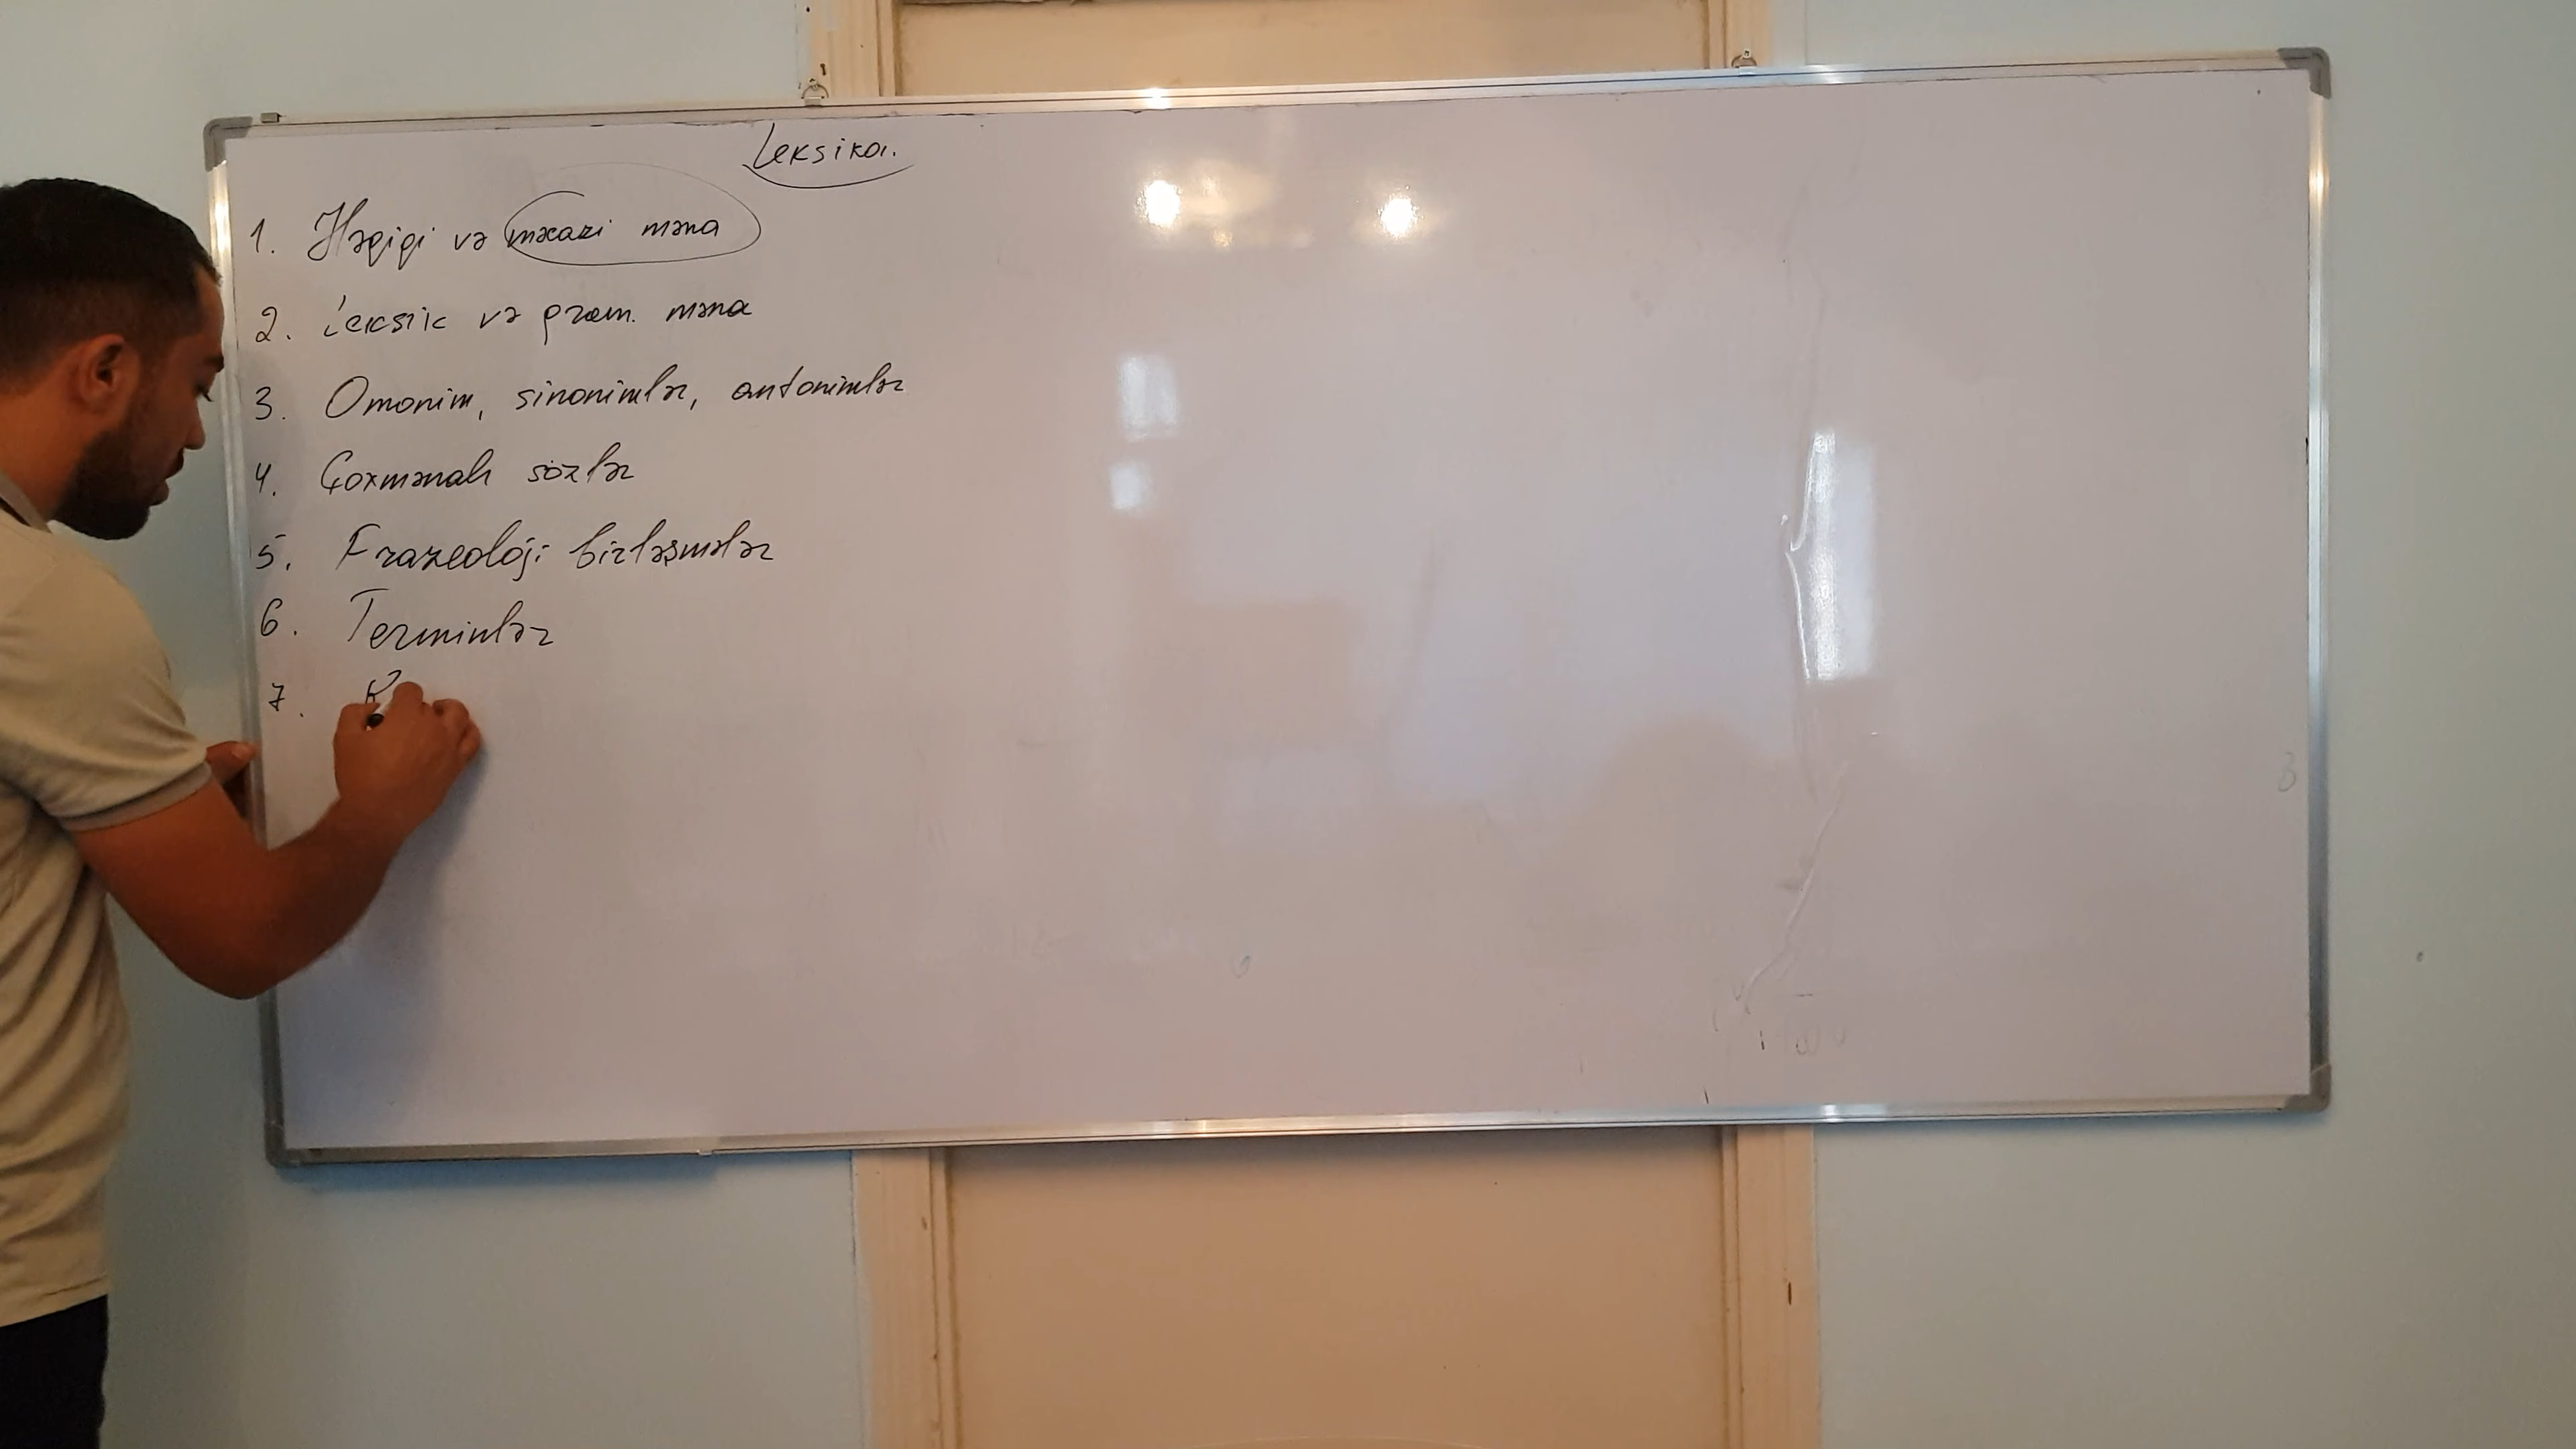 Leksika.
1. Həqiqi və məcazi məna
2. Leksik və qram. məna
3. Omonim, sinonimlər, antonimlər
4. Çoxmənalı sözlər
5. Frazeoloji birləşmələr
6. Terminlər
7. K